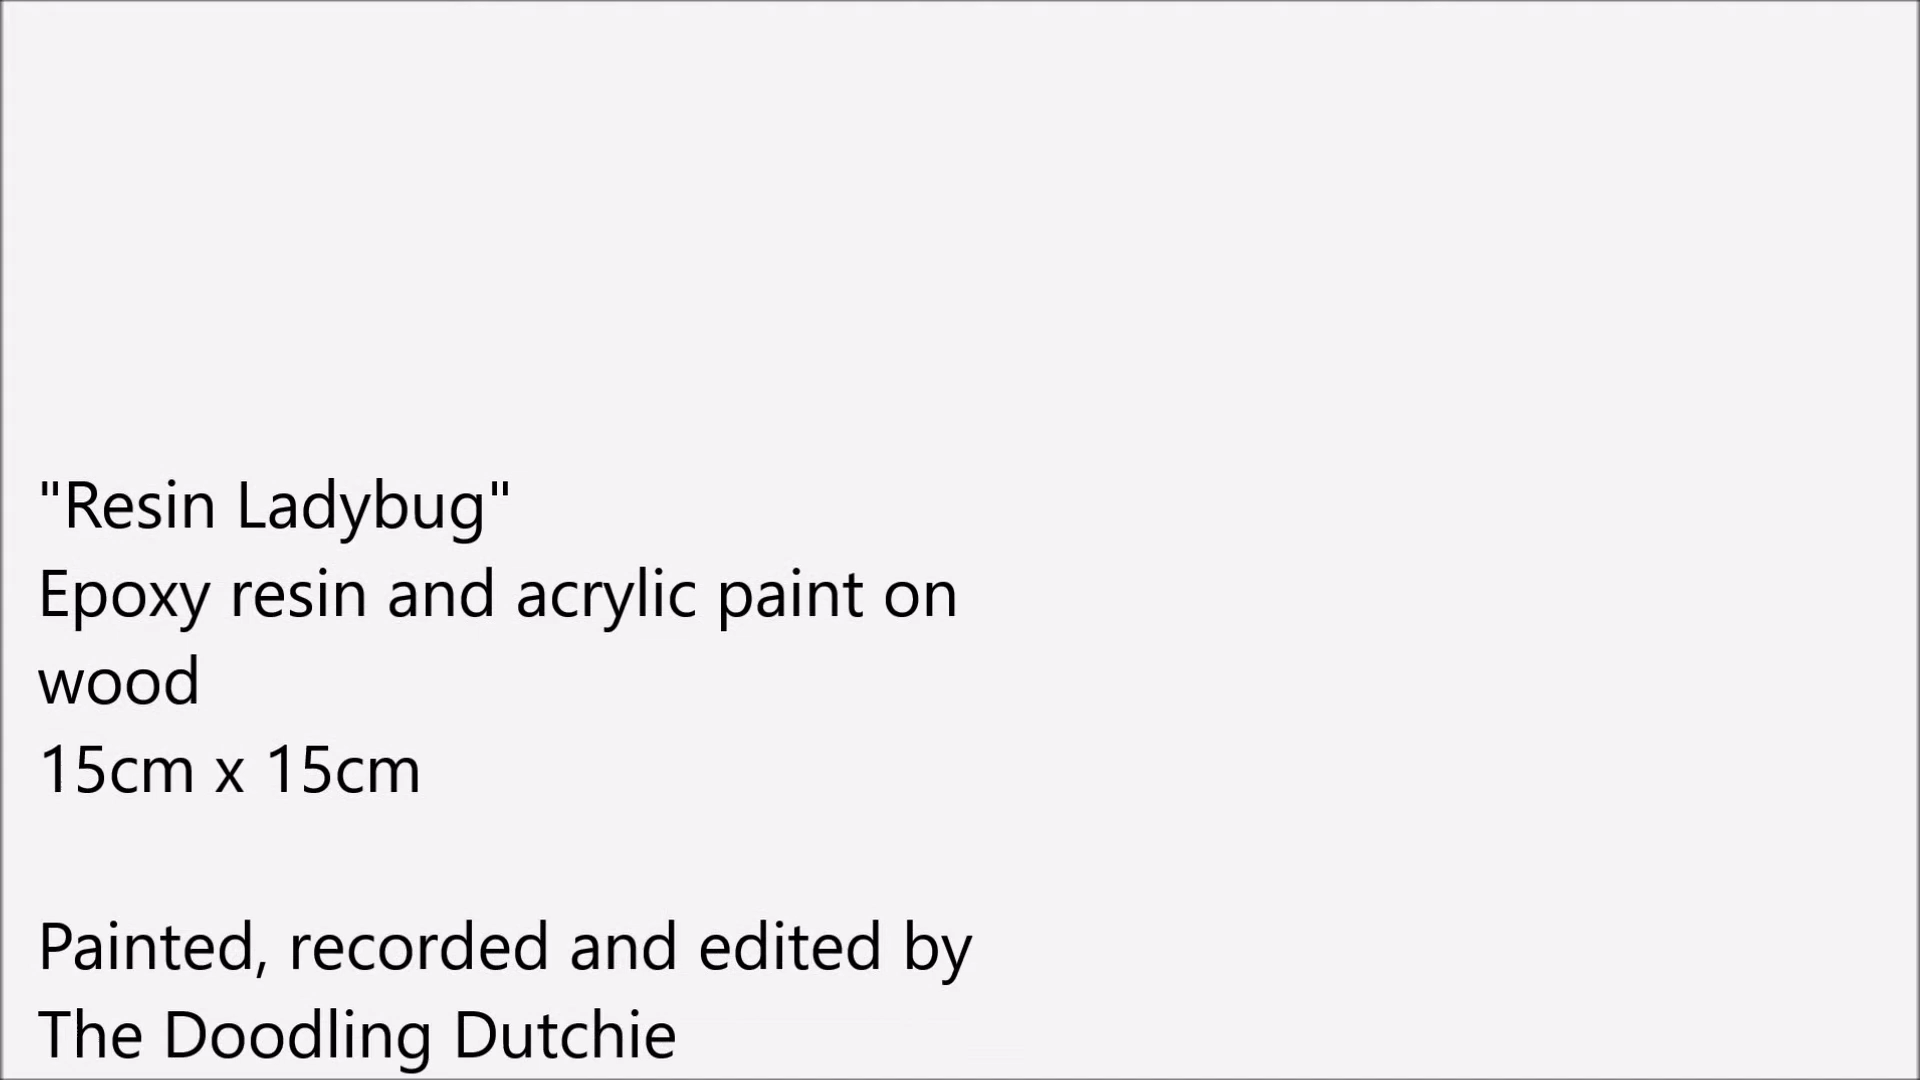 "Resin Ladybug"
Epoxy resin and acrylic paint on
wood
15cm x 15cm
Painted, recorded and edited by
The Doodling Dutchie